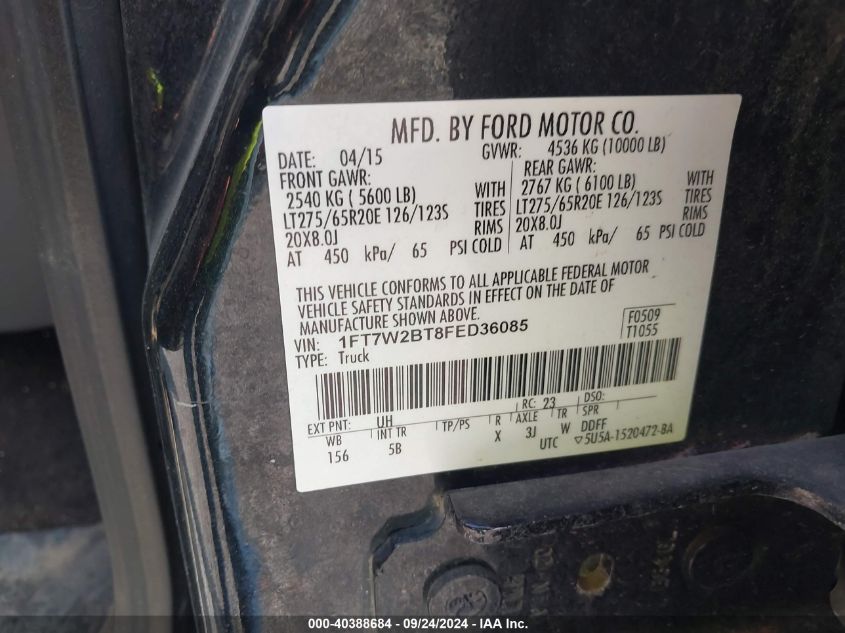 MFD. BY FORD MOTOR CO.
DATE: 04/15 GVWR: 4536 KG (10000 LB)
FRONT GAWR: REAR GAWR:
2540 KG ( 5600 LB) WITH 2767 KG ( 6100 LB) WITH
LT275/65R20E 126/123S TIRES LT275/65R20E 126/123S TIRES
20X8.0J RIMS 20X8.0J RIMS
AT 450 kPa/ 65 PSI COLD AT 450 kPa/ 65 PSI COLD
THIS VEHICLE CONFORMS TO ALL APPLICABLE FEDERAL MOTOR
VEHICLE SAFETY STANDARDS IN EFFECT ON THE DATE OF
MANUFACTURE SHOWN ABOVE.
VIN: 1FT7W2BT8FED36085 F0509
TYPE: Truck T1055
EXT PNT: UH RC: 23 DSO:
WB INT TR TP/PS R AXLE TR SPR
156 5B X 3J W DDFF
UTC ▽5U5A-1520472-BA
000-40388684 - 09/24/2024 - IAA Inc.